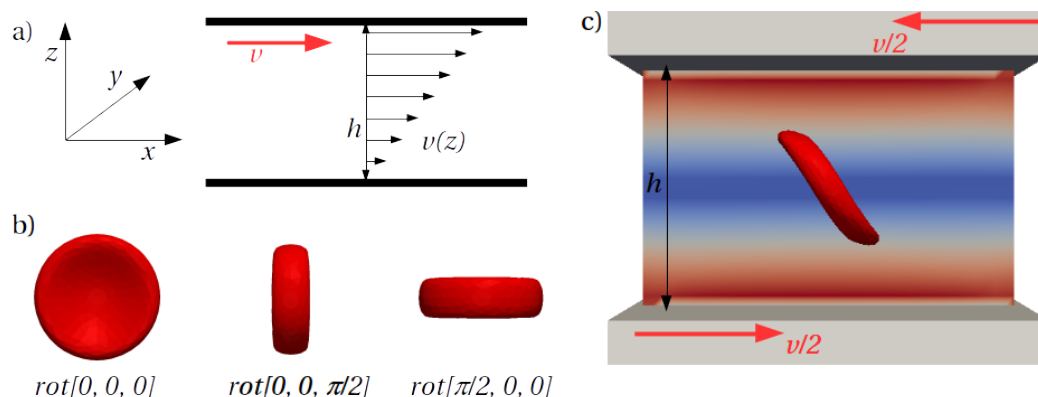 a)
z
y
x
v
h
v(z)
b)
rot[0, 0, 0]
rot[0, 0, π/2]
rot[π/2, 0, 0]
c)
v/2
h
v/2